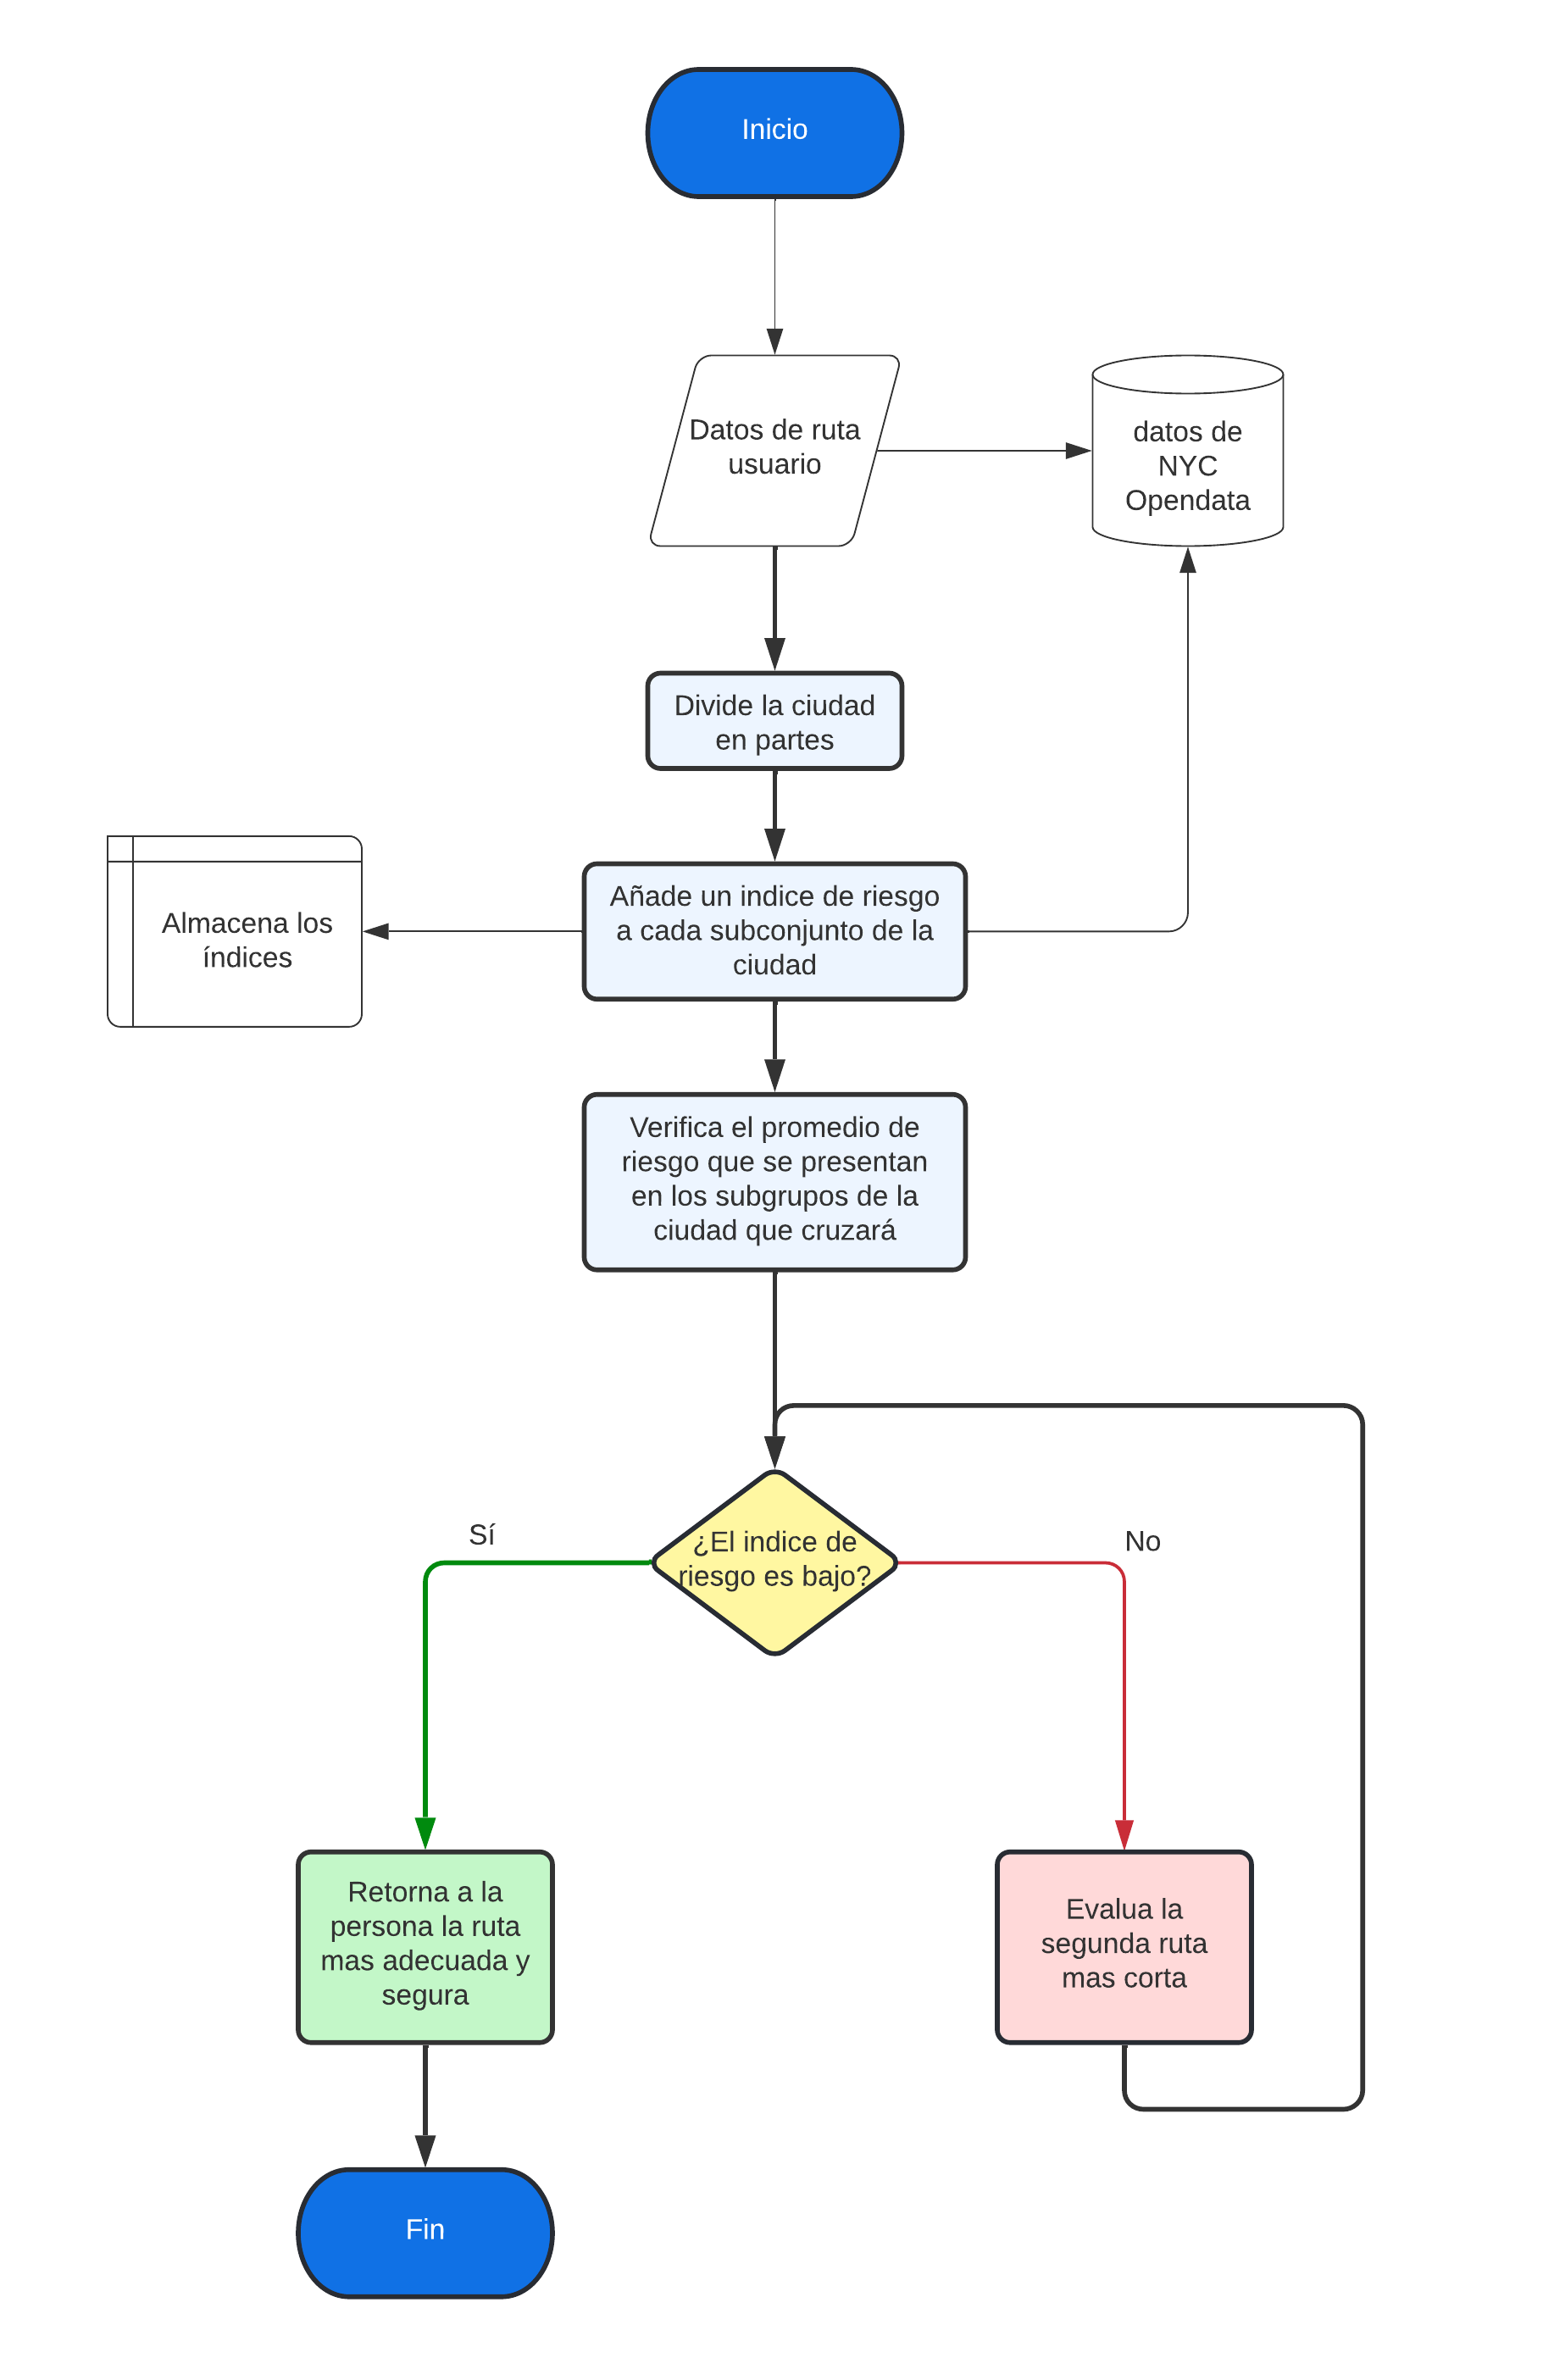 Inicio
Datos de ruta
usuario
datos de
NYC
Opendata
Divide la ciudad
en partes
Almacena los
índices
Añade un indice de riesgo
a cada subconjunto de la
ciudad
Verifica el promedio de
riesgo que se presentan
en los subgrupos de la
ciudad que cruzará
Sí
¿El indice de
riesgo es bajo?
No
Retorna a la
persona la ruta
mas adecuada y
segura
Evalua la
segunda ruta
mas corta
Fin